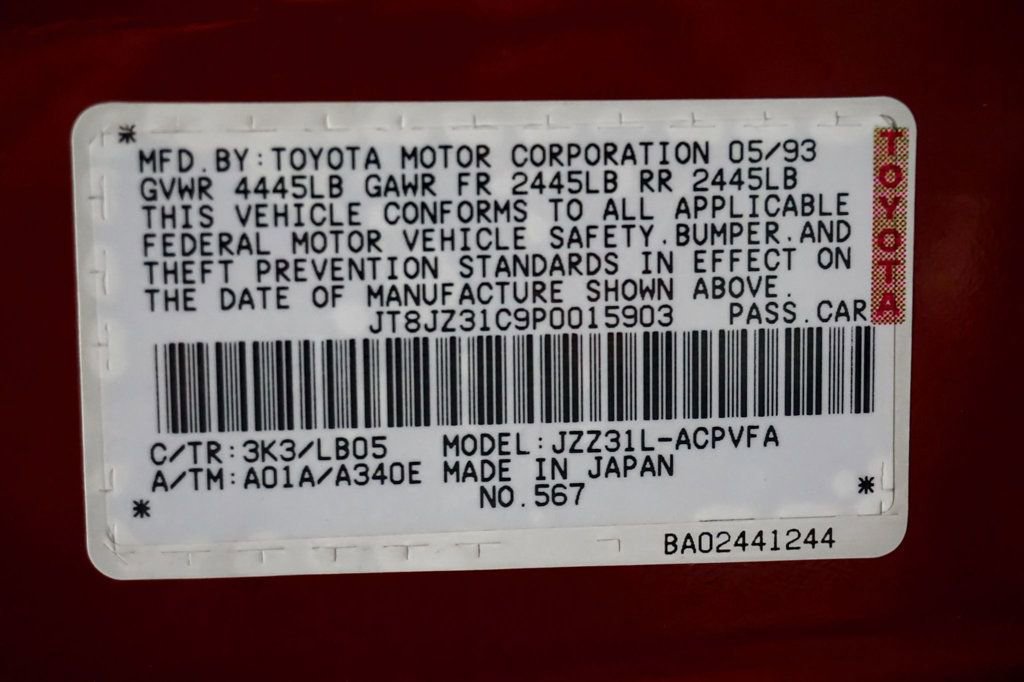 MFD.BY:TOYOTA MOTOR CORPORATION 05/93
GVWR 4445LB GAWR FR 2445LB RR 2445LB
THIS VEHICLE CONFORMS TO ALL APPLICABLE
FEDERAL MOTOR VEHICLE SAFETY.BUMPER.AND
THEFT PREVENTION STANDARDS IN EFFECT ON
THE DATE OF MANUFACTURE SHOWN ABOVE.
JT8JZ31C9P0015903 PASS.CAR
TOYOTA
C/TR:3K3/LB05 MODEL:JZZ31L-ACPVFA
A/TM:A01A/A340E MADE IN JAPAN
NO.567
BA02441244